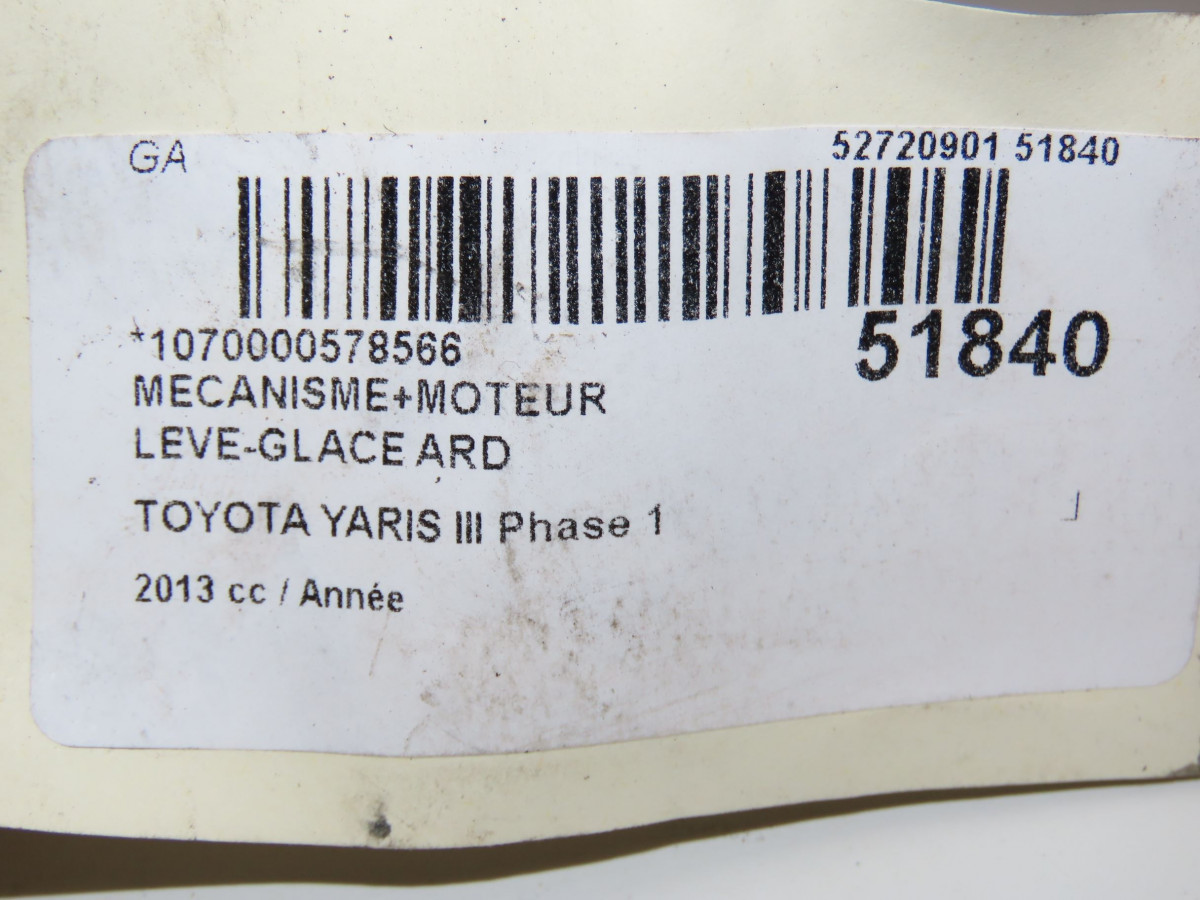 GA
52720901 51840
*1070000578566
51840
MECANISME+MOTEUR
LEVE-GLACE ARD
TOYOTA YARIS III Phase 1
2013 cc / Année